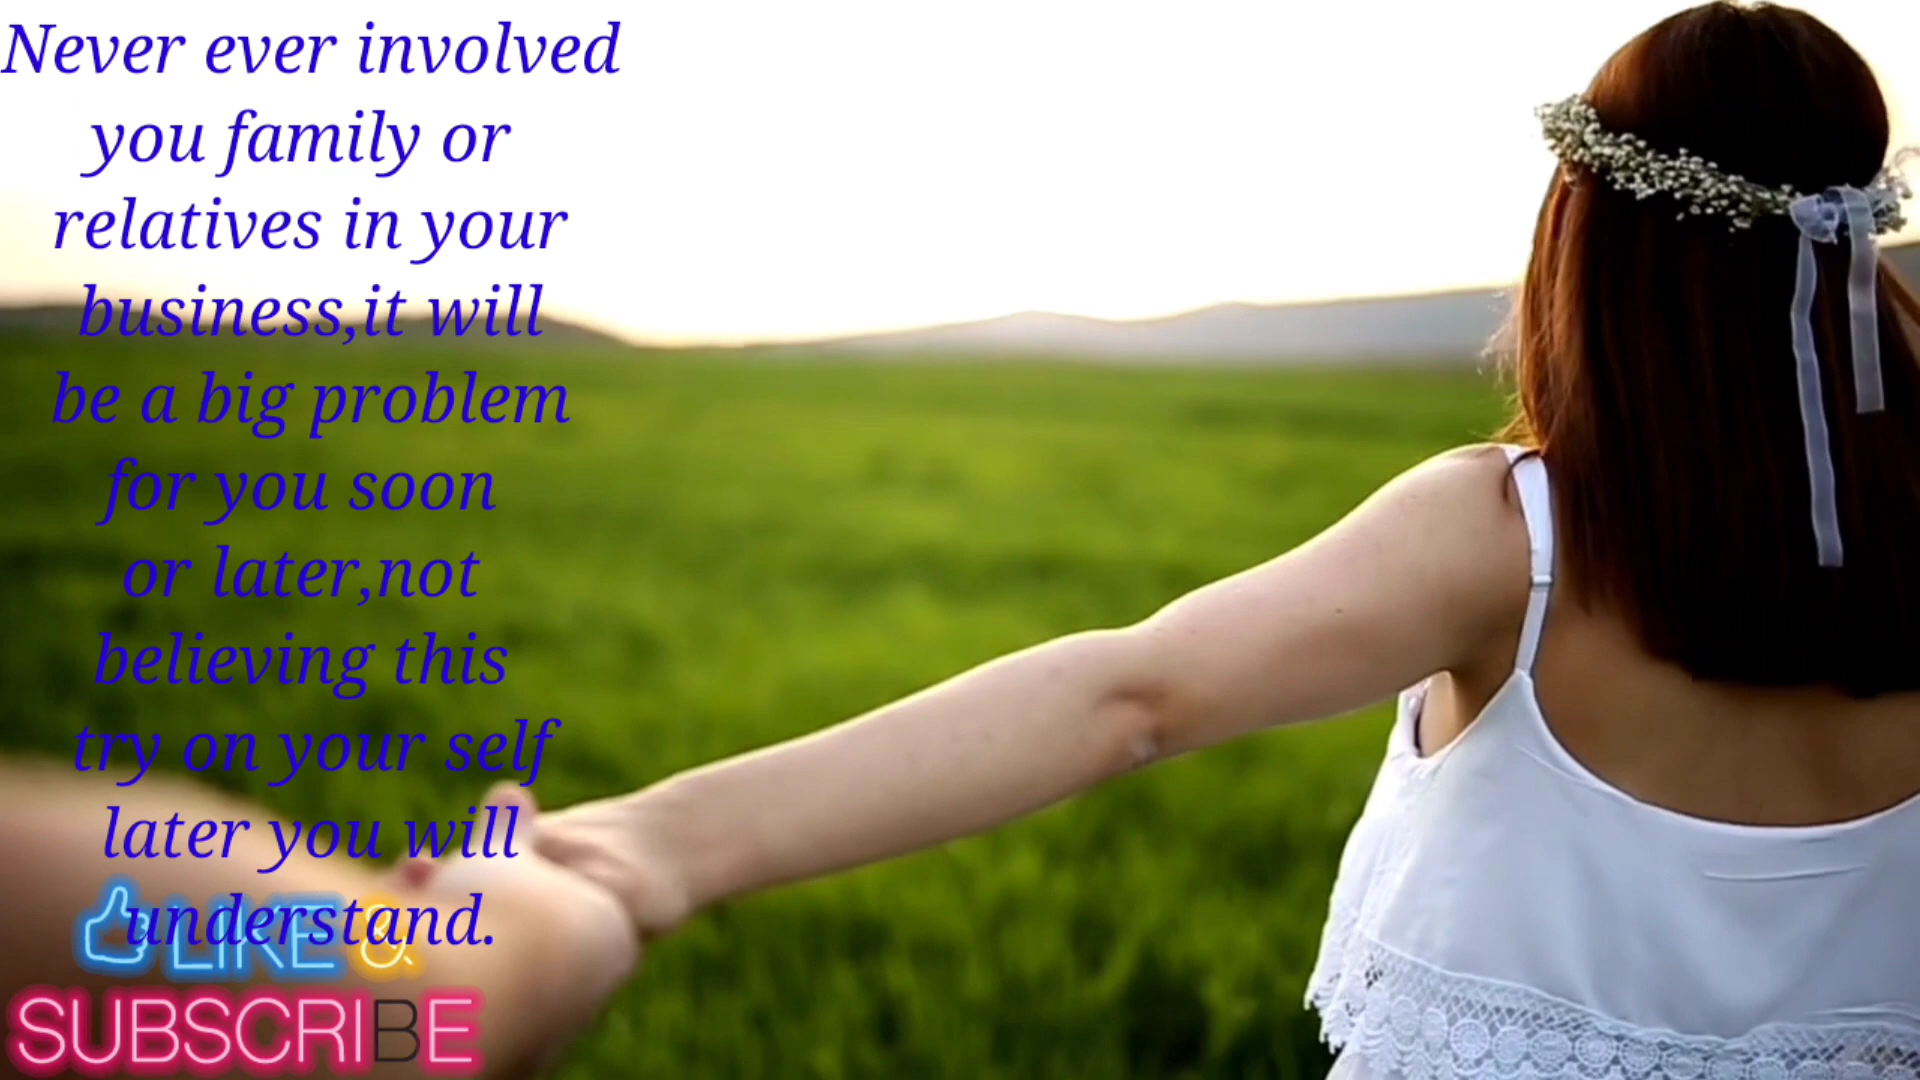 Never ever involved
you family or
relatives in your
business,it will
be a big problem
for you soon
or later,not
believing this
try on your self
later you will
understand.
LIKE &
SUBSCRIBE